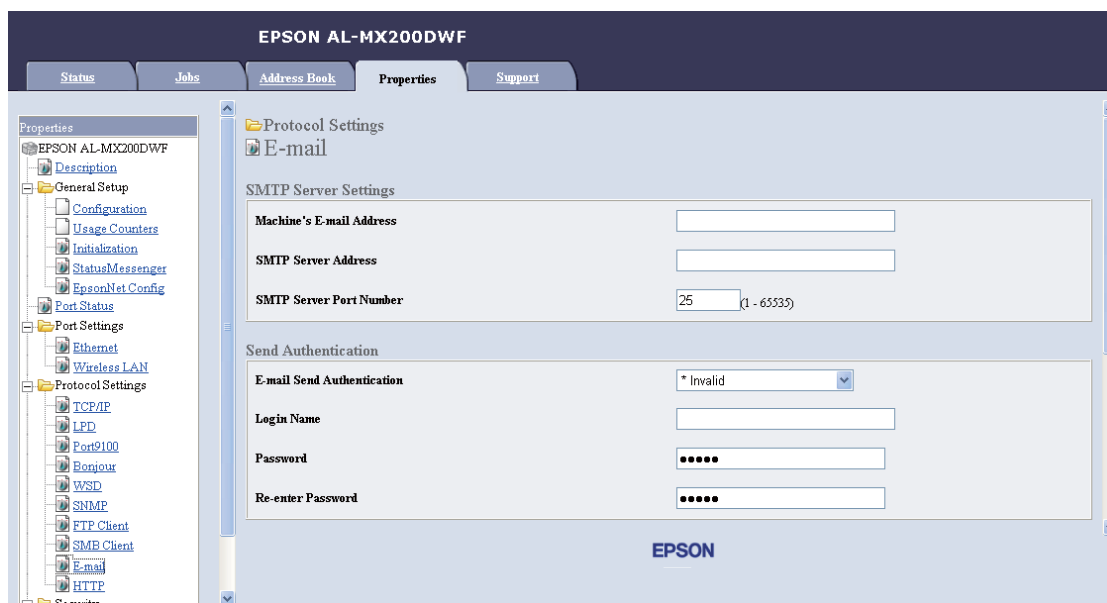 EPSON AL-MX200DWF
Status Jobs Address Book Properties Support
Properties
EPSON AL-MX200DWF
Description
General Setup
Configuration
Usage Counters
Initialization
StatusMessenger
EpsonNet Config
Port Status
Port Settings
Ethernet
Wireless LAN
Protocol Settings
TCP/IP
LPD
Port9100
Bonjour
WSD
SNMP
FTP Client
SMB Client
E-mail
HTTP
Protocol Settings
E-mail
SMTP Server Settings
Machine's E-mail Address
SMTP Server Address
SMTP Server Port Number 25 (1 - 65535)
Send Authentication
E-mail Send Authentication * Invalid
Login Name
Password •••••
Re-enter Password •••••
EPSON